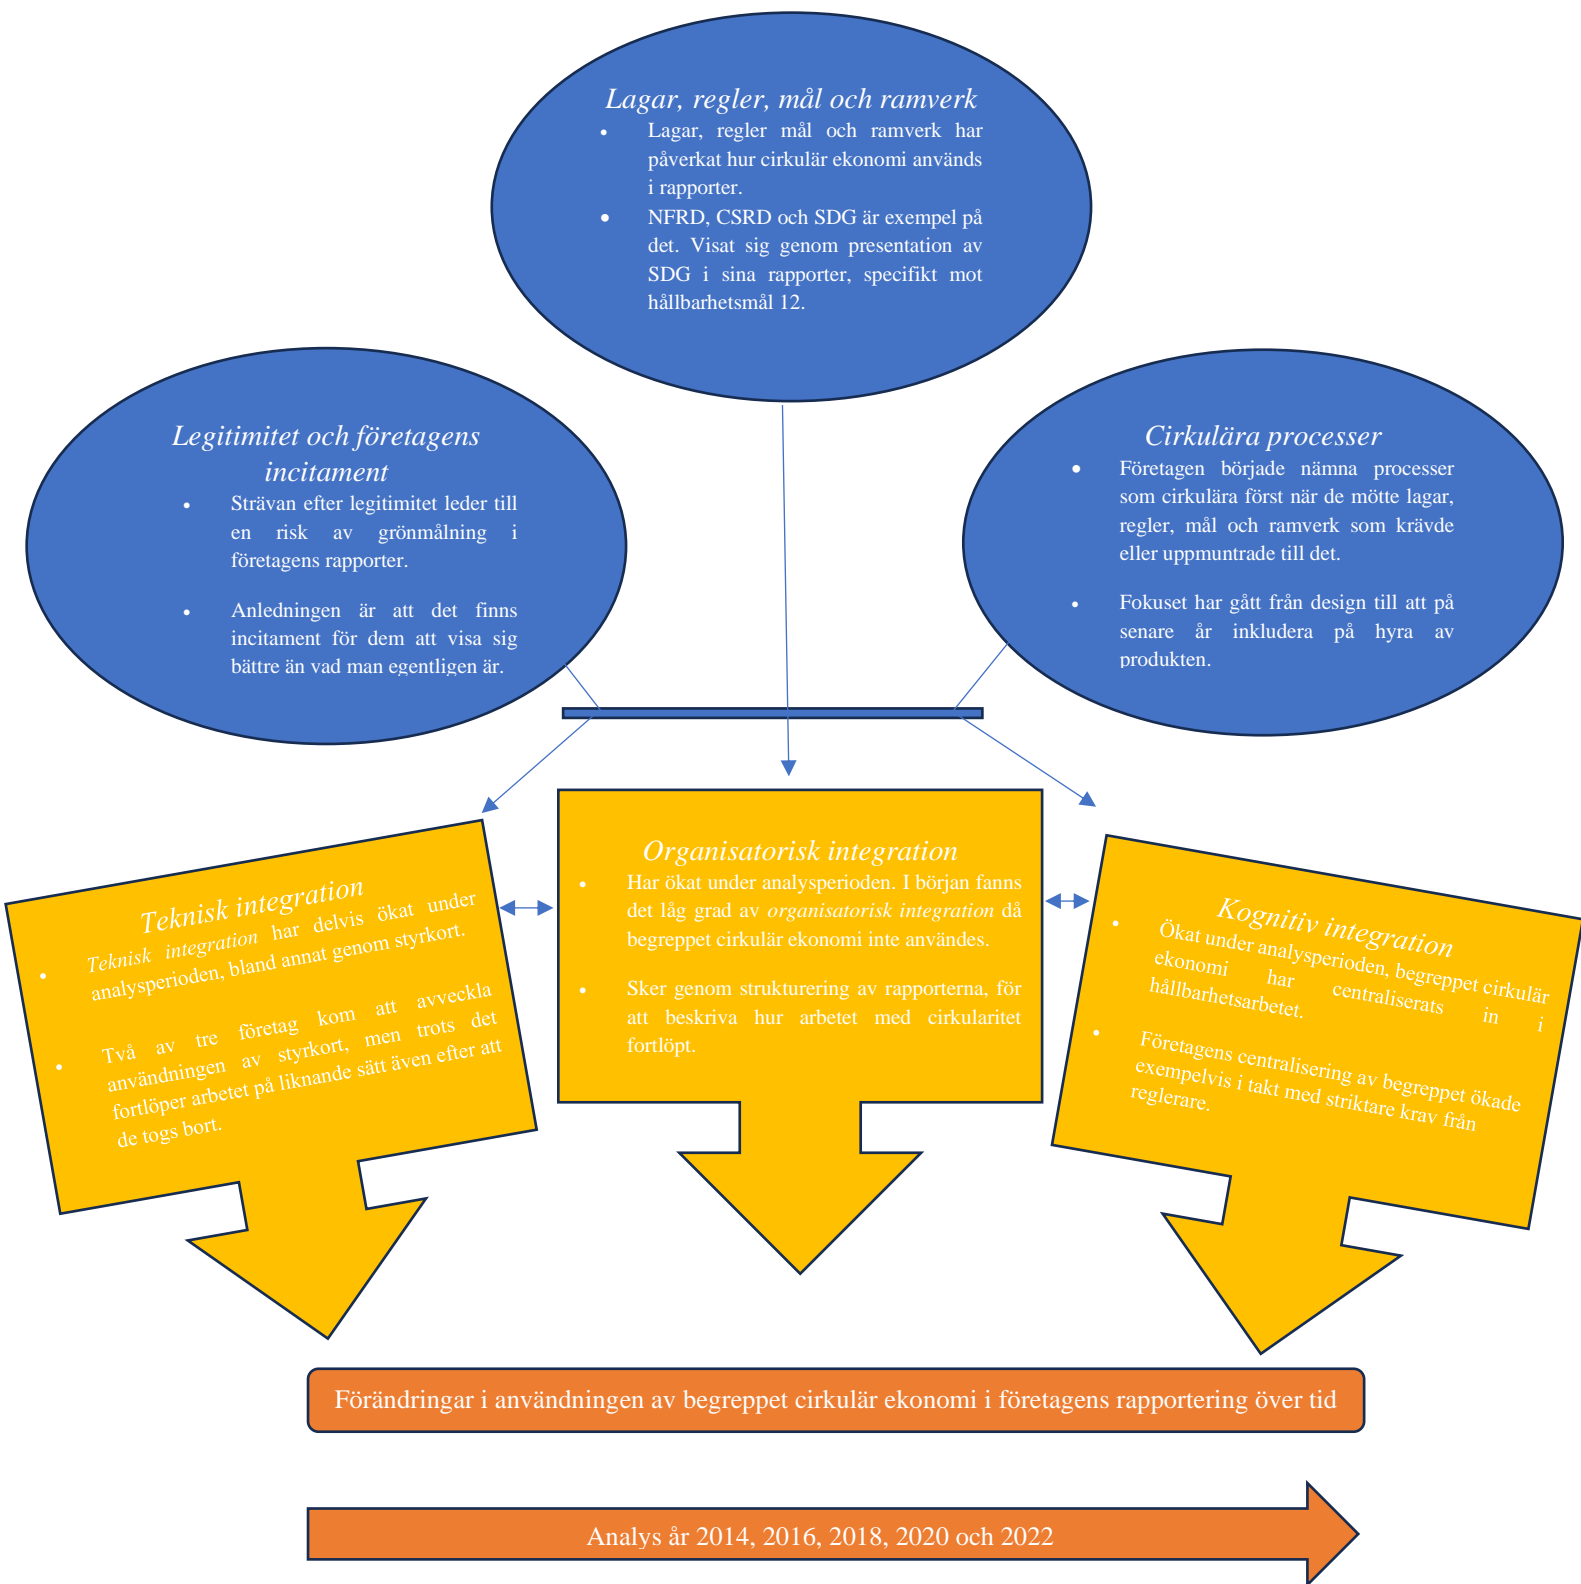 Lagar, regler, mål och ramverk
• Lagar, regler mål och ramverk har
påverkat hur cirkulär ekonomi används
i rapporter.
• NFRD, CSRD och SDG är exempel på
det. Visat sig genom presentation av
SDG i sina rapporter, specifikt mot
hållbarhetsmål 12.
Legitimitet och företagens
incitament
• Strävan efter legitimitet leder till
en risk av grönmålning i
företagens rapporter.
• Anledningen är att det finns
incitament för dem att visa sig
bättre än vad man egentligen är.
Cirkulära processer
• Företagen började nämna processer
som cirkulära först när de mötte lagar,
regler, mål och ramverk som krävde
eller uppmuntrade till det.
• Fokuset har gått från design till att på
senare år inkludera på hyra av
produkten.
Teknisk integration
• Teknisk integration har delvis ökat under
analysperioden, bland annat genom styrkort.
• Två av tre företag kom att avveckla
användningen av styrkort, men trots det
fortlöper arbetet på liknande sätt även efter att
de togs bort.
Organisatorisk integration
• Har ökat under analysperioden. I början fanns
det låg grad av organisatorisk integration då
begreppet cirkulär ekonomi inte användes.
• Sker genom strukturering av rapporterna, för
att beskriva hur arbetet med cirkularitet
fortlöpt.
Kognitiv integration
• Ökat under analysperioden, begreppet cirkulär
ekonomi har centraliserats in i
hållbarhetsarbetet.
• Företagens centralisering av begreppet ökade
exempelvis i takt med striktare krav från
reglerare.
Förändringar i användningen av begreppet cirkulär ekonomi i företagens rapportering över tid
Analys år 2014, 2016, 2018, 2020 och 2022